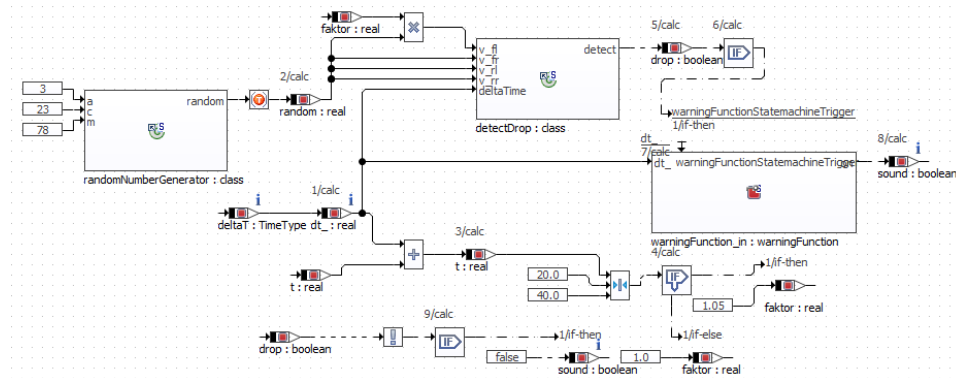 faktor : real
5/calc
6/calc
v_fl
detect
drop : boolean
IF
2/calc
v_fr
v_rl
v_rr
deltaTime
3
23
78
a
c
m
random
random : real
warningFunctionStatemachineTrigger
1/if-then
detectDrop : class
dt_
7/calc
dt_
warningFunctionStatemachineTrigger
8/calc
i
sound : boolean
randomNumberGenerator : class
1/calc
i
i
deltaT : TimeType
dt_ : real
3/calc
warningFunction_in : warningFunction
4/calc
t : real
t : real
20.0
40.0
IF
1/if-then
1.05
faktor : real
9/calc
drop : boolean
!
IF
1/if-then
1/if-else
i
false
sound : boolean
1.0
faktor : real